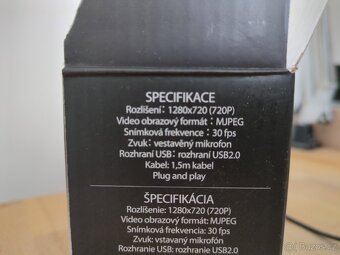 SPECIFIKACE
Rozlišení: 1280x720 (720P)
Video obrazový formát : MJPEG
Snímková frekvence : 30 fps
Zvuk: vestavěný mikrofon
Rozhraní USB: rozhraní USB2.0
Kabel: 1,5m kabel
Plug and play
ŠPECIFIKÁCIA
Rozlíšenie: 1280x720 (720P)
Video obrazový formát : MJPEG
Snímková frekvencia: 30 fps
Zvuk: vstavaný mikrofón
Rozhranie USB: rozhranie USB2.0